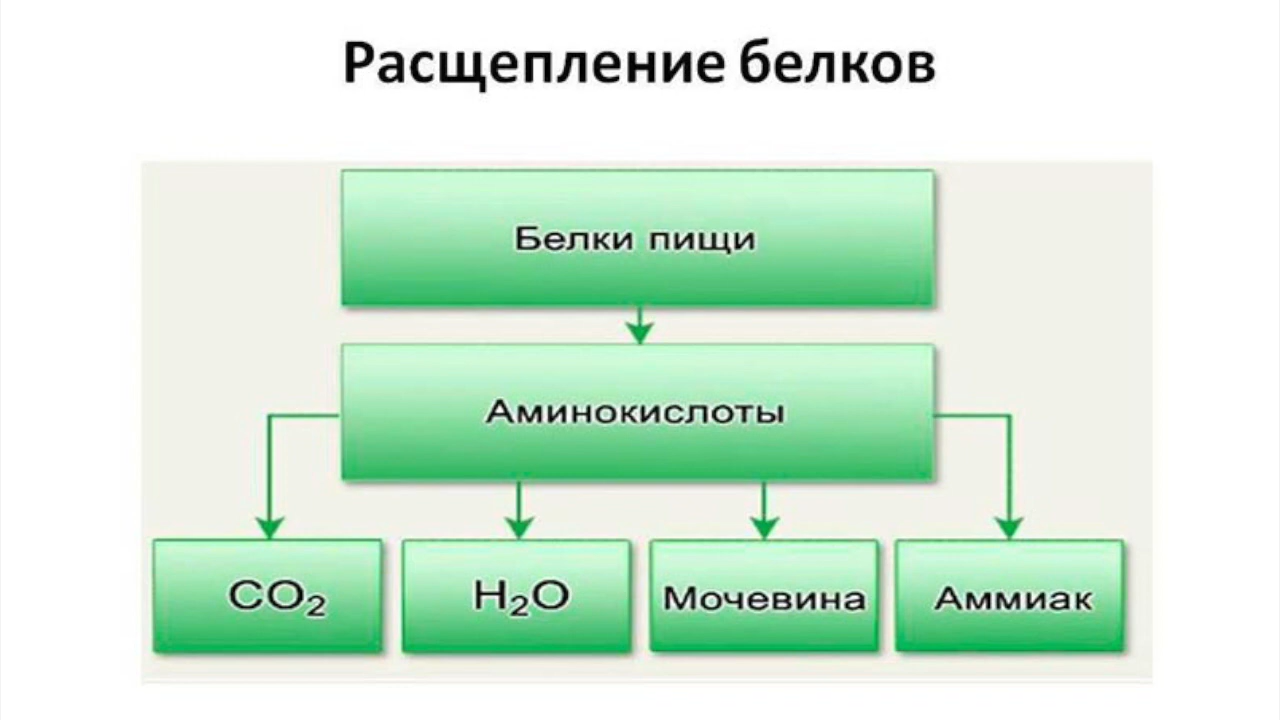 Расщепление белков
Белки пищи
Аминокислоты
CO₂
H₂O
Мочевина
Аммиак